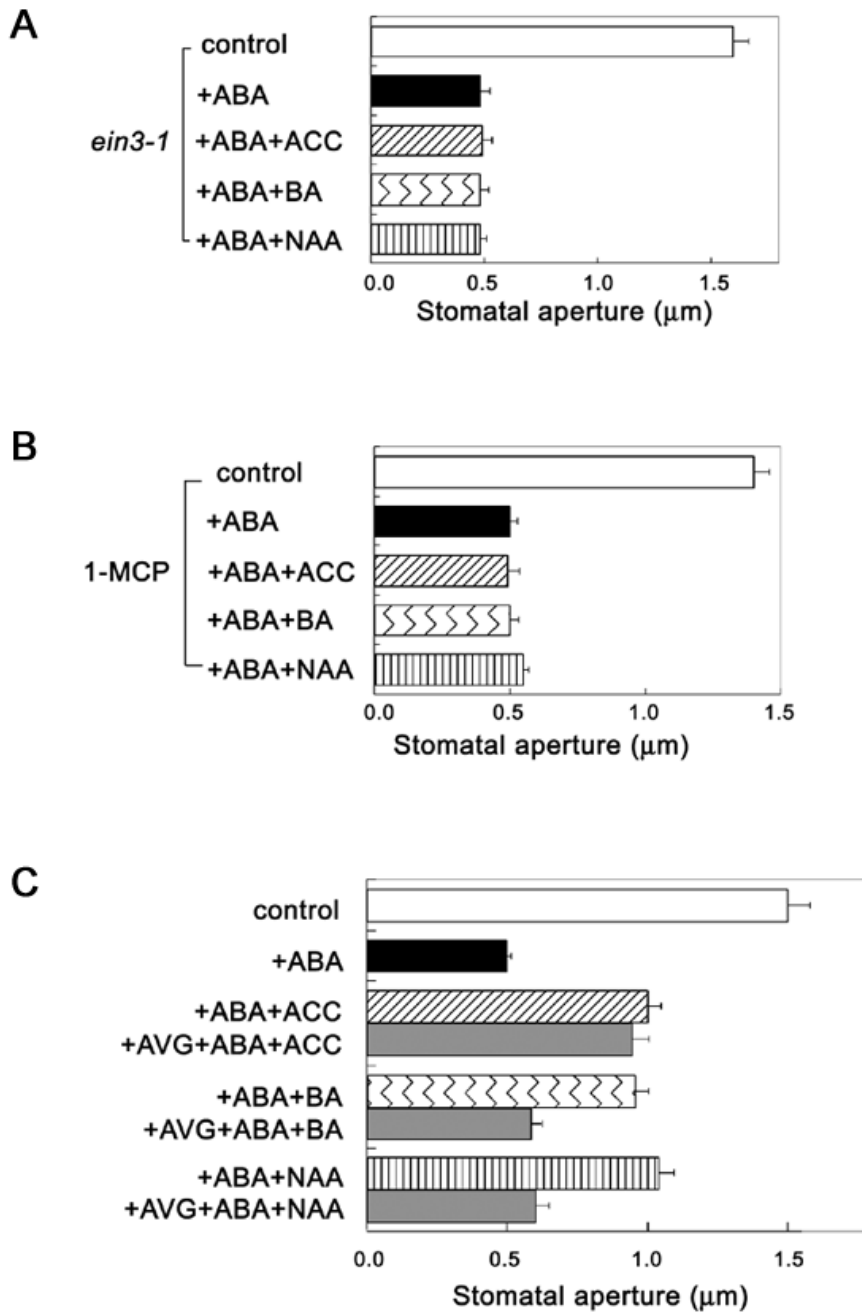 A
control
+ABA
ein3-1
+ABA+ACC
+ABA+BA
+ABA+NAA
0.0 0.5 1.0 1.5
Stomatal aperture (μm)
B
control
+ABA
1-MCP
+ABA+ACC
+ABA+BA
+ABA+NAA
0.0 0.5 1.0 1.5
Stomatal aperture (μm)
C
control
+ABA
+ABA+ACC
+AVG+ABA+ACC
+ABA+BA
+AVG+ABA+BA
+ABA+NAA
+AVG+ABA+NAA
0.0 0.5 1.0 1.5
Stomatal aperture (μm)